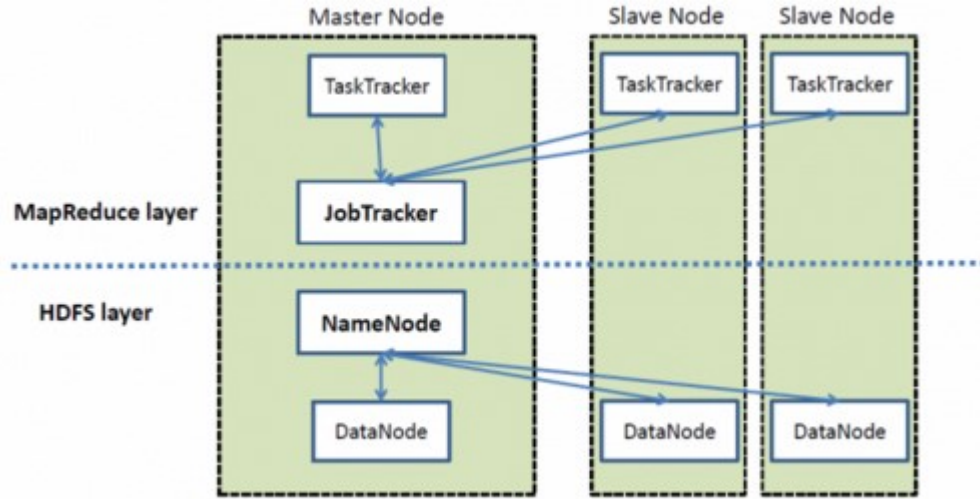 Master Node
Slave Node
Slave Node
TaskTracker
TaskTracker
TaskTracker
MapReduce layer
JobTracker
HDFS layer
NameNode
DataNode
DataNode
DataNode